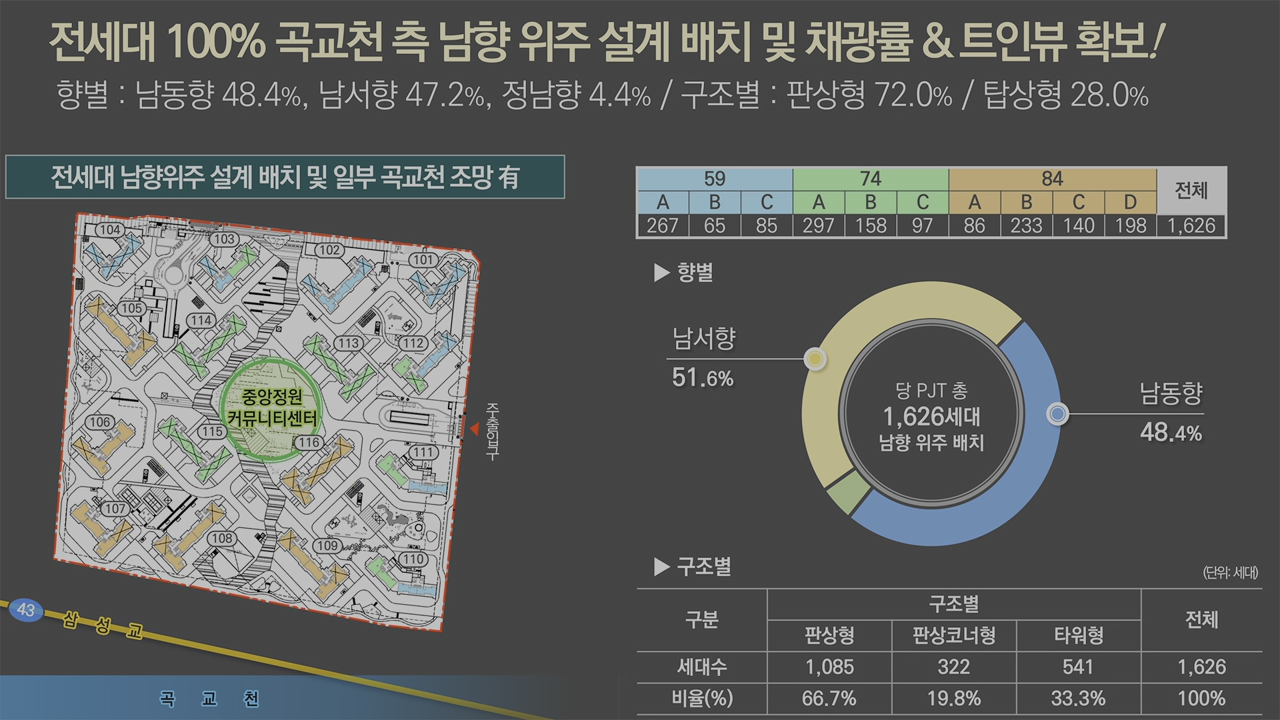 전세대 100% 곡교천 측 남향 위주 설계 배치 및 채광률 & 트인뷰 확보!
향별 : 남동향 48.4%, 남서향 47.2%, 정남향 4.4% / 구조별 : 판상형 72.0% / 탑상형 28.0%
전세대 남향위주 설계 배치 및 일부 곡교천 조망 有
104
103
102
101
105
114
113
112
중앙정원
커뮤니티센터
주출입구
106
115
116
111
107
108
109
110
43
삼 성 교
곡 교 천
59 74 84 전체
A B C A B C A B C D
267 65 85 297 158 97 86 233 140 198 1,626
▶ 향별
남서향
51.6%
당 PJT 총
1,626세대
남향 위주 배치
남동향
48.4%
▶ 구조별
(단위: 세대)
구분 구조별 전체
판상형 판상코너형 타워형
세대수 1,085 322 541 1,626
비율(%) 66.7% 19.8% 33.3% 100%